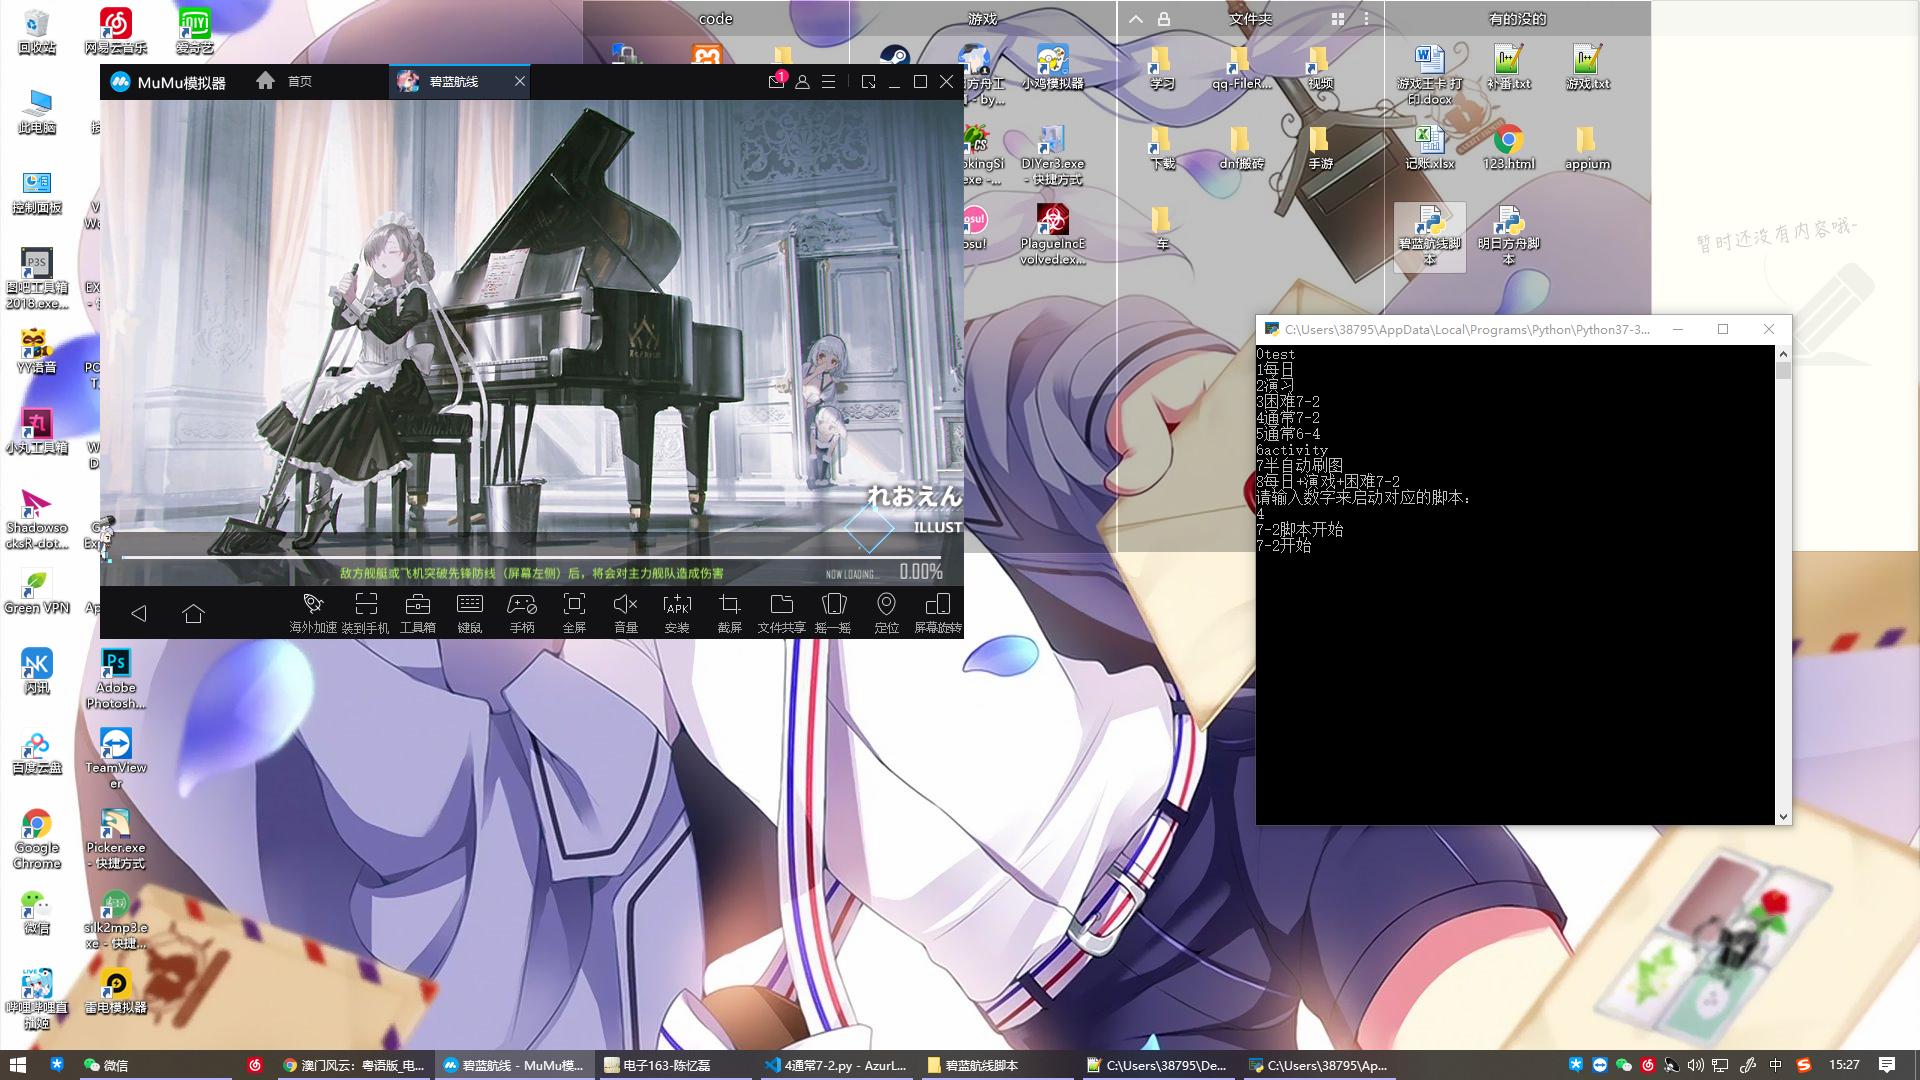 回收站
网易云音乐
爱奇艺
此电脑
控制面板
图吧工具箱
2018.exe...
YY语音
小丸工具箱
Shadowso
cksR-dot...
Green VPN
闪讯
Adobe
Photosh...
百度云盘
TeamView
er
Google
Chrome
Picker.exe
- 快捷方式
微信
silk2mp3.e
xe - 快捷...
哔哩哔哩直
播姬
雷电模拟器
code
游戏
文件夹
有的没的
小鸡模拟器
DIYer3.exe
- 快捷方式
osu!
PlagueIncE
volved.ex...
学习
qq-FileR...
视频
下载
dnf搬砖
手游
车
游戏王卡 打
印.docx
补番.txt
游戏.txt
记账.xlsx
123.html
appium
碧蓝航线脚
本
明日方舟脚
本
暂时还没有内容哦~
MuMu模拟器
首页
碧蓝航线
1
れおえん
ILLUST
敌方舰艇或飞机突破先锋防线（屏幕左侧）后，将会对主力舰队造成伤害
NOW LOADING...
0.00%
海外加速
装到手机
工具箱
键鼠
手柄
全屏
音量
安装
截屏
文件共享
摇一摇
定位
屏幕旋转
C:\Users\38795\AppData\Local\Programs\Python\Python37-3...
0test
1每日
2演习
3困难7-2
4通常7-2
5通常6-4
6activity
7半自动刷图
8每日+演戏+困难7-2
请输入数字来启动对应的脚本:
4
7-2脚本开始
7-2开始
微信
澳门风云：粤语版_电...
碧蓝航线 - MuMu模...
电子163-陈忆磊
4通常7-2.py - AzurL...
碧蓝航线脚本
C:\Users\38795\De...
C:\Users\38795\Ap...
中
15:27